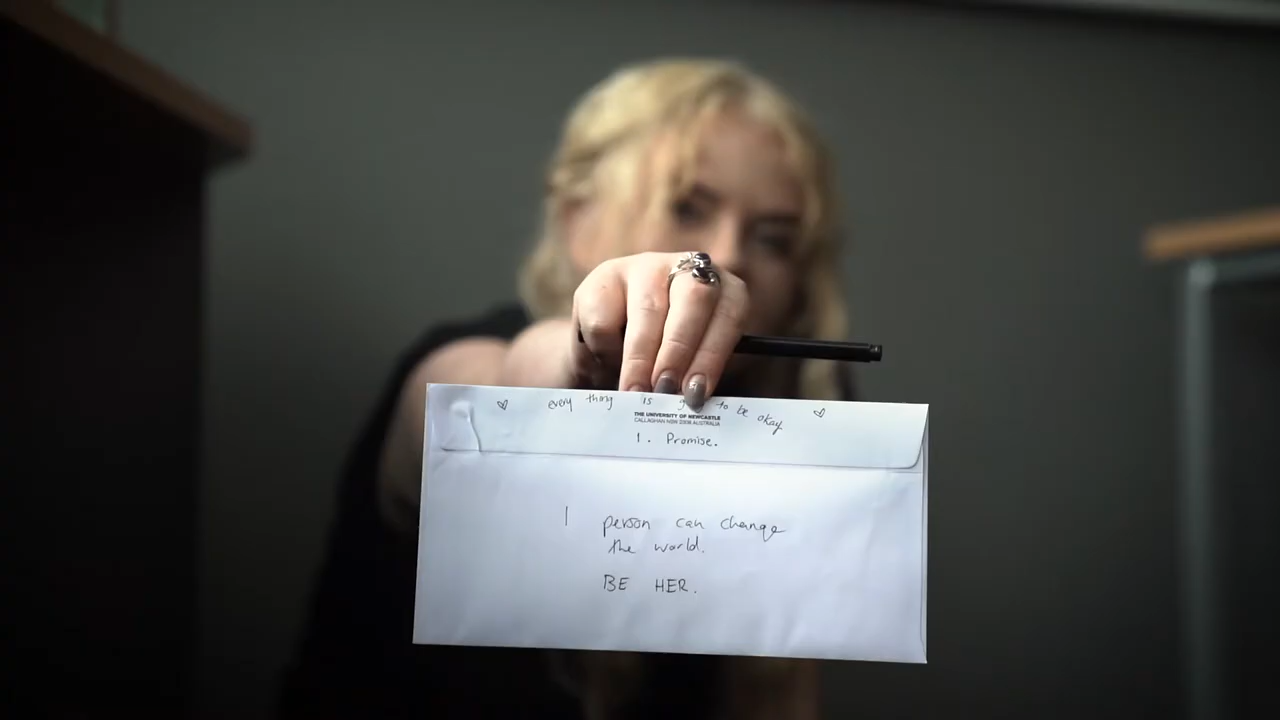 ♡ every thing is g to be okay ♡
THE UNIVERSITY OF NEWCASTLE
CALLAGHAN NSW 2308 AUSTRALIA
1. Promise.
1 person can change
the world.
BE HER.